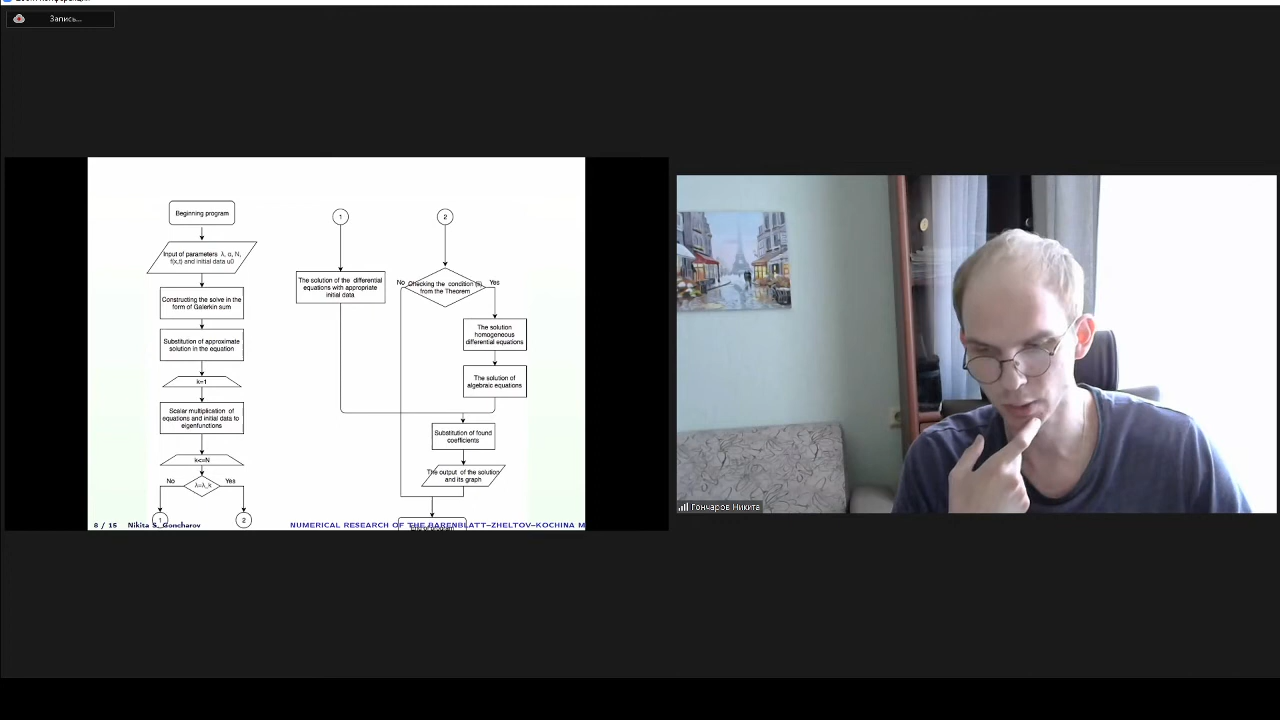 Запись...
Beginning program
Input of parameters λ, α, N,
f(x,t) and initial data u0
Constructing the solve in the
form of Galerkin sum
Substitution of approximate
solution in the equation
k=1
Scalar multiplication of
equations and initial data to
eigenfunctions
k<=N
No
λ=λ_k
Yes
1
2
1
The solution of the differential
equations with appropriate
initial data
2
No
Checking the condition (ii)
from the Theorem
Yes
The solution
homogeneous
differential equations
The solution of
algebraic equations
Substitution of found
coefficients
The output of the solution
and its graph
End of program
8 / 15 Nikita S. Goncharov
NUMERICAL RESEARCH OF THE BARENBLATT–ZHELTOV–KOCHINA M
Гончаров Никита